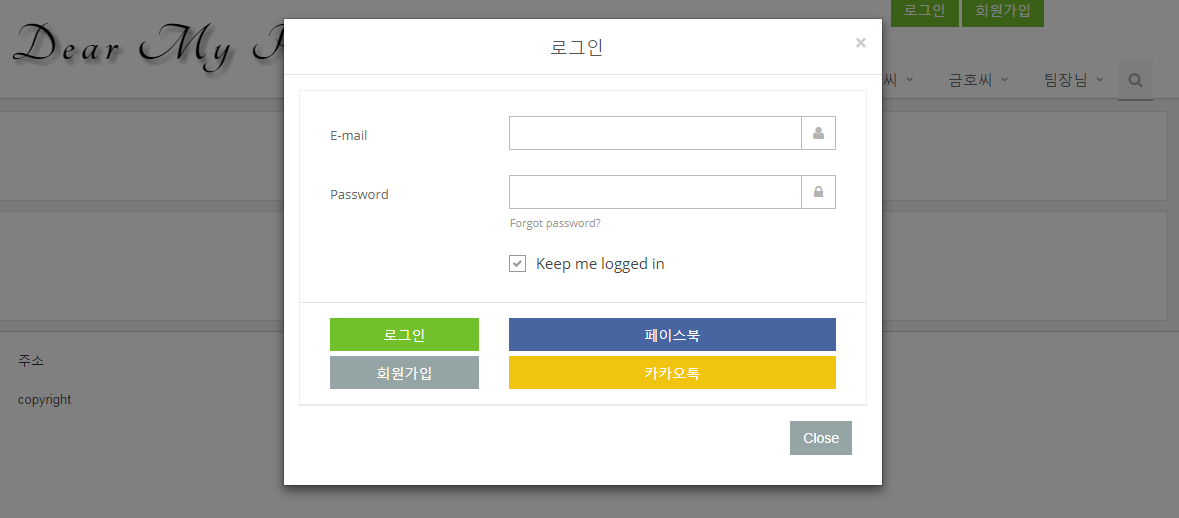 로그인 회원가입
Dear My
씨 금호씨 팀장님
로그인
×
E-mail
Password
Forgot password?
Keep me logged in
로그인 페이스북
회원가입 카카오톡
Close
주소
copyright